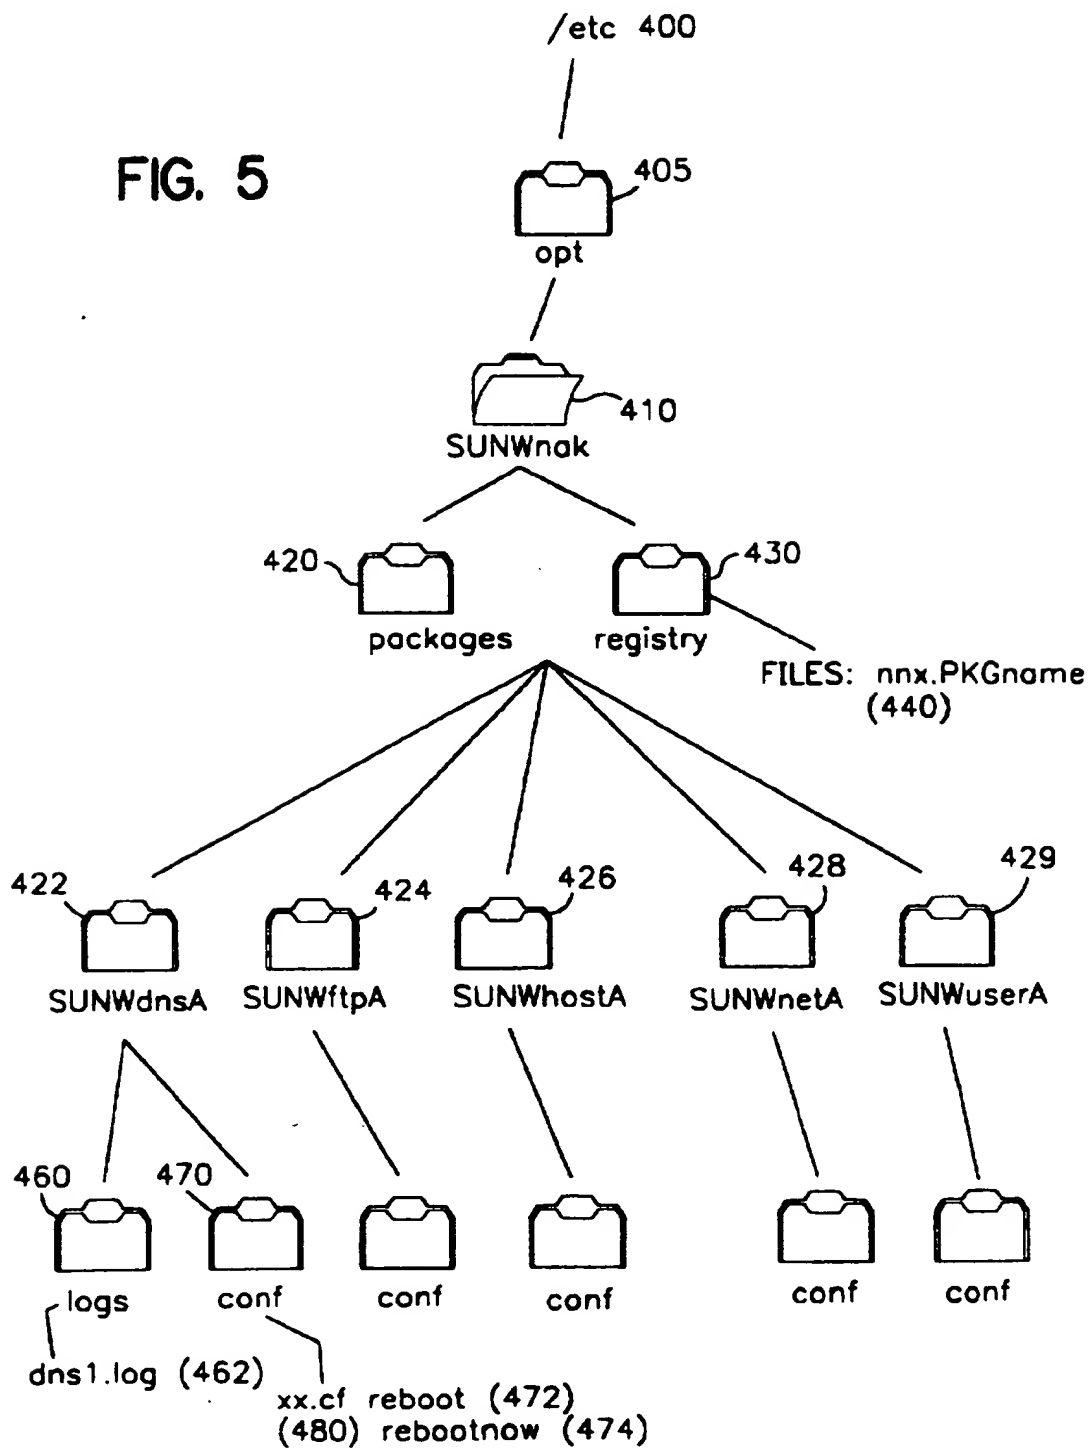 /etc 400
FIG. 5
405
opt
410
SUNWnak
420
430
packages
registry
FILES: nnx.PKGname
(440)
422
424
426
428
429
SUNWdnsA
SUNWftpA
SUNWhostA
SUNWnetA
SUNWuserA
460
470
logs
conf
conf
conf
conf
conf
dns1.log (462)
xx.cf reboot (472)
(480) rebootnow (474)